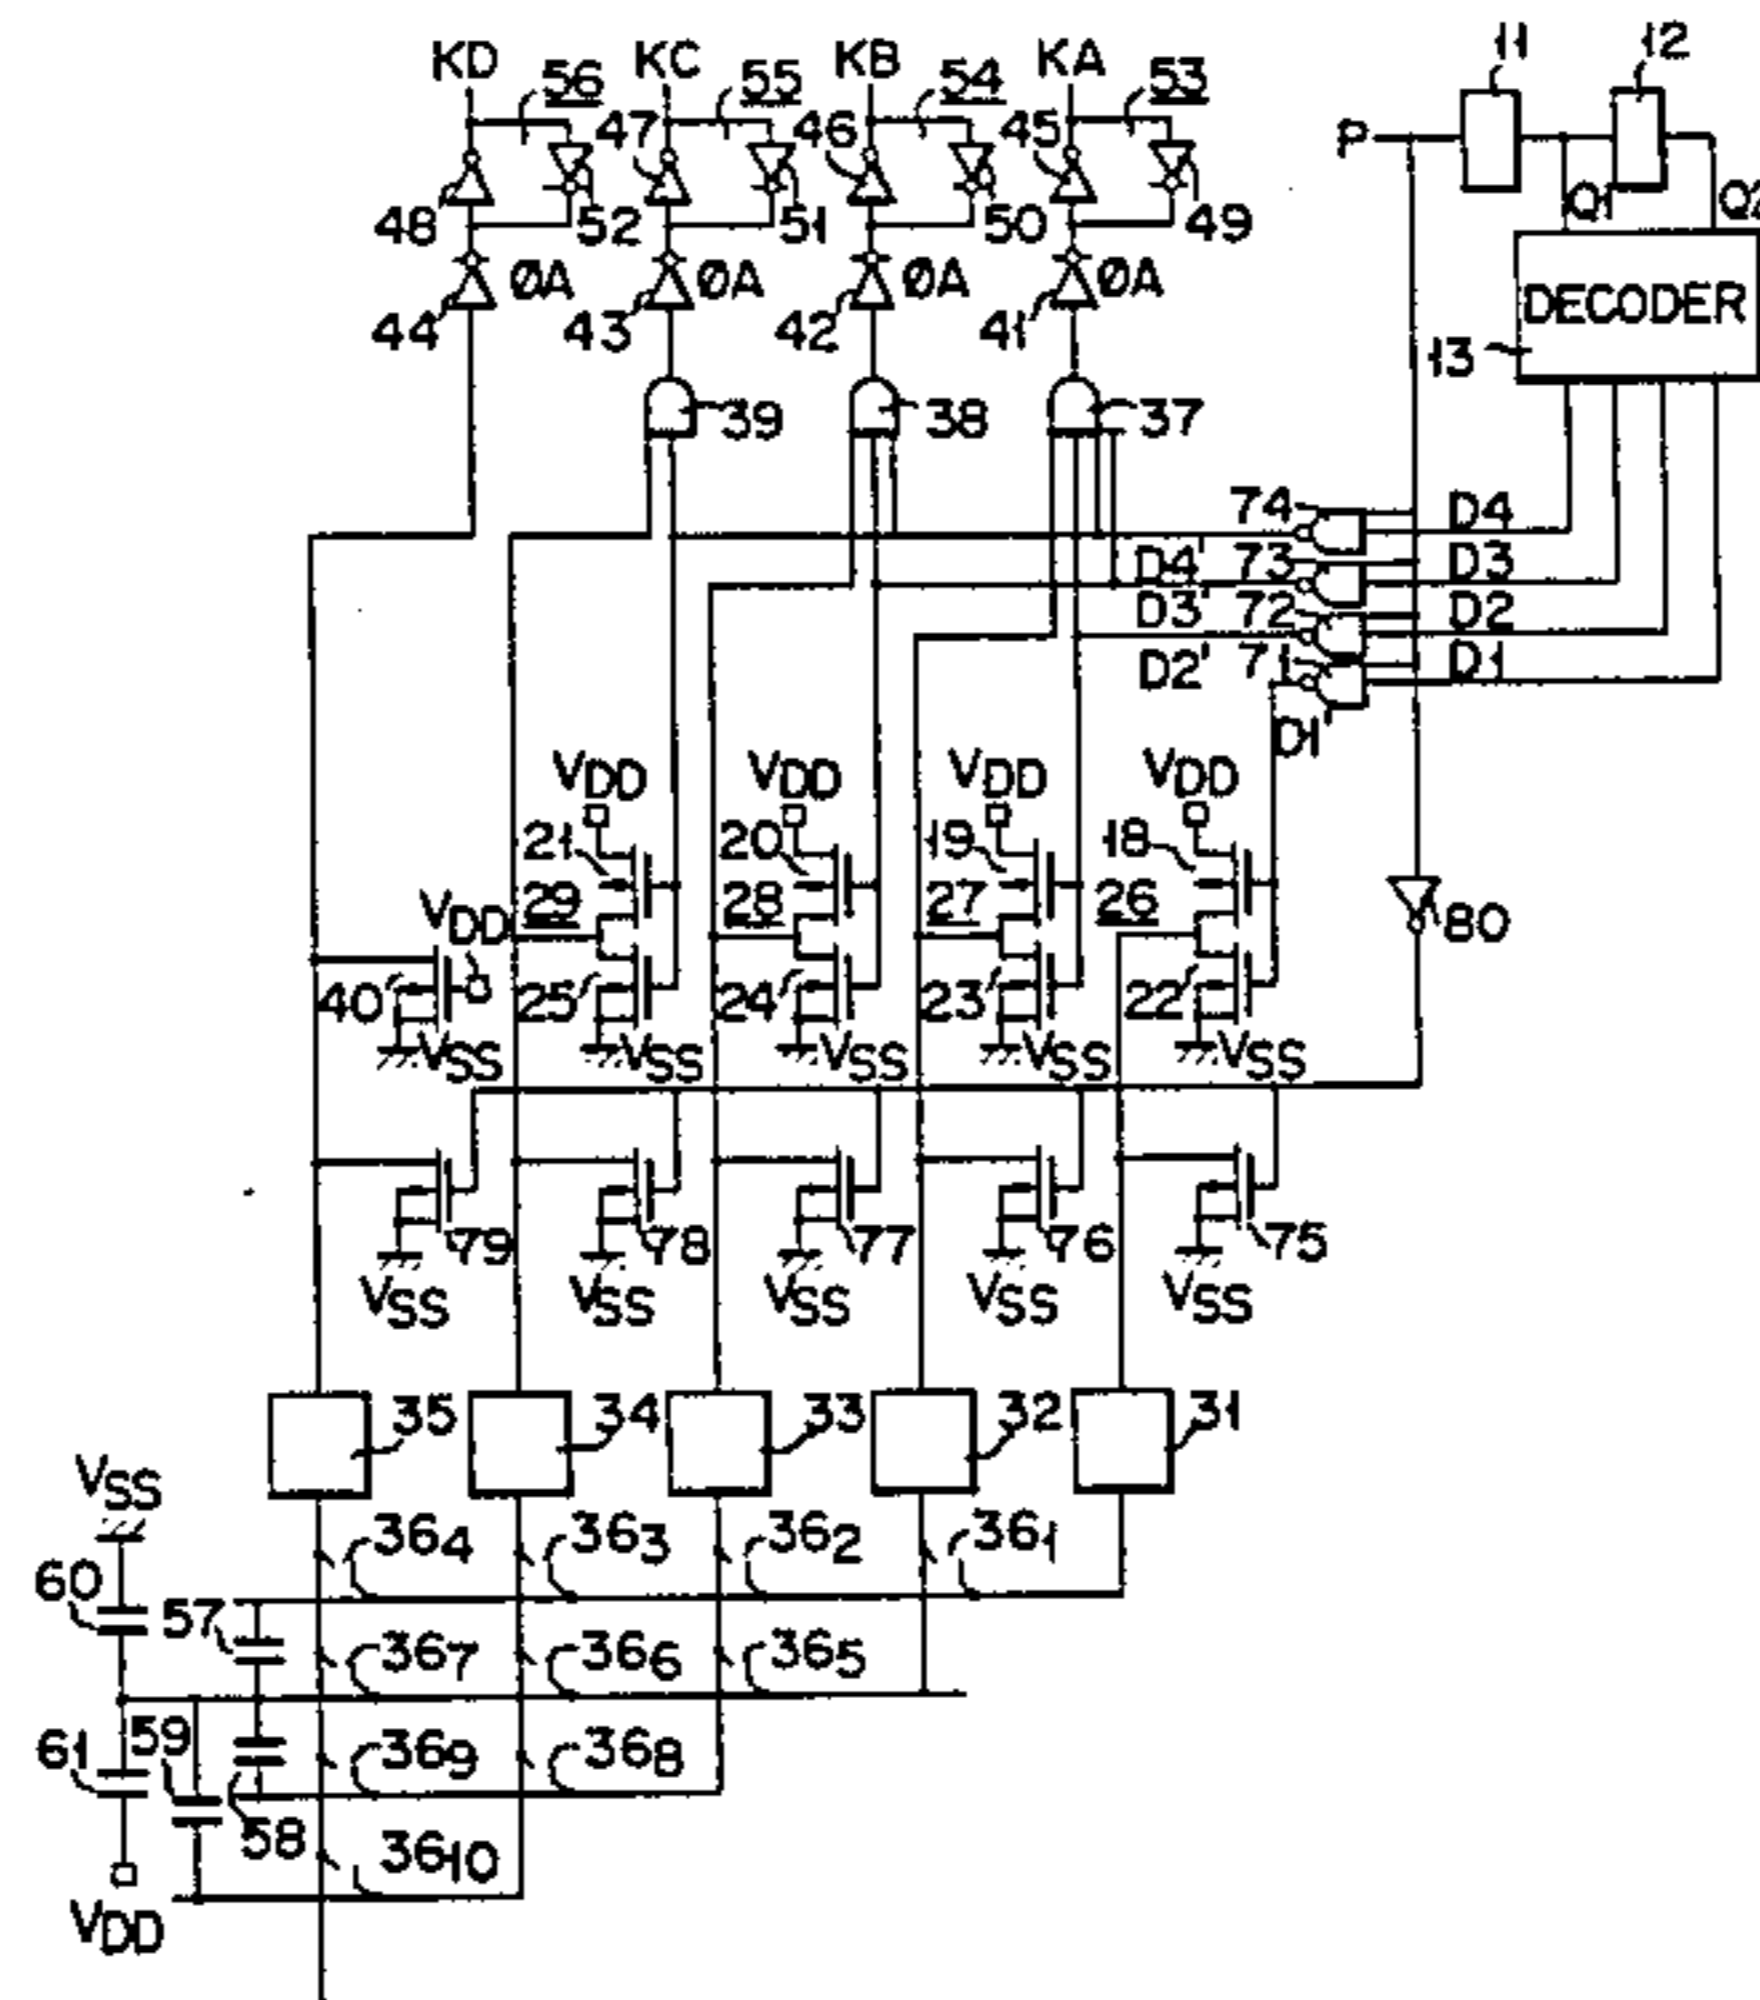 KD 56 KC 55 KB 54 KA 53 11 12
47 46 45 P
48 52 51 50 49 Q1 Q2
ØA ØA ØA ØA DECODER
44 43 42 41 13
39 38 37
74 D4
D4' 73 D3
D3' 72 D2
D2' 71 D1
D1'
VDD VDD VDD VDD
21 20 19 18
VDD 29 28 27 26 80
40 25 24 23 22
VSS VSS VSS VSS VSS
79 78 77 76 75
VSS VSS VSS VSS VSS
35 34 33 32 31
VSS
364 363 362 361
60 57
367 366 365
61 59 369 368
58 3610
VDD